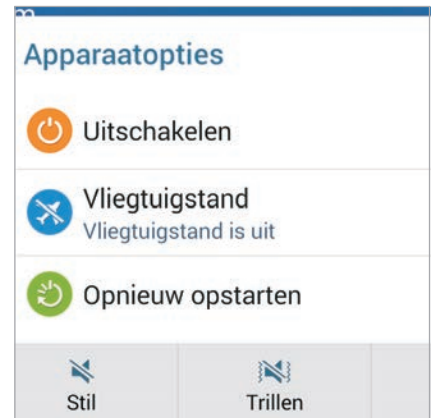 Apparaatopties
Uitschakelen
Vliegtuigstand
Vliegtuigstand is uit
Opnieuw opstarten
Stil
Trillen